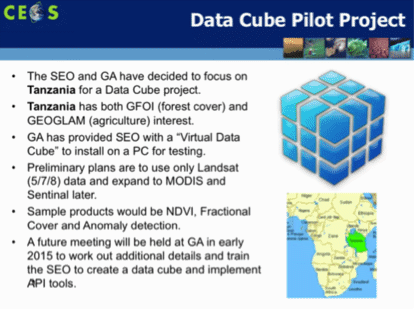 CEOS
Data Cube Pilot Project
• The SEO and GA have decided to focus on
Tanzania for a Data Cube project.
• Tanzania has both GFOI (forest cover) and
GEOGLAM (agriculture) interest.
• GA has provided SEO with a “Virtual Data
Cube” to install on a PC for testing.
• Preliminary plans are to use only Landsat
(5/7/8) data and expand to MODIS and
Sentinal later.
• Sample products would be NDVI, Fractional
Cover and Anomaly detection.
• A future meeting will be held at GA in early
2015 to work out additional details and train
the SEO to create a data cube and implement
API tools.